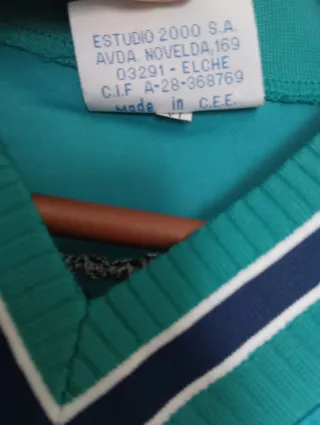 ESTUDIO 2000 S.A.
AVDA. NOVELDA,169
03291 - ELCHE
C.I.F A-28-368769
Made in C.E.E.